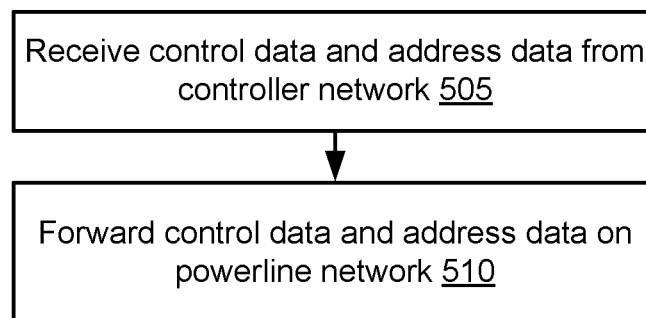 Receive control data and address data from
controller network 505
Forward control data and address data on
powerline network 510